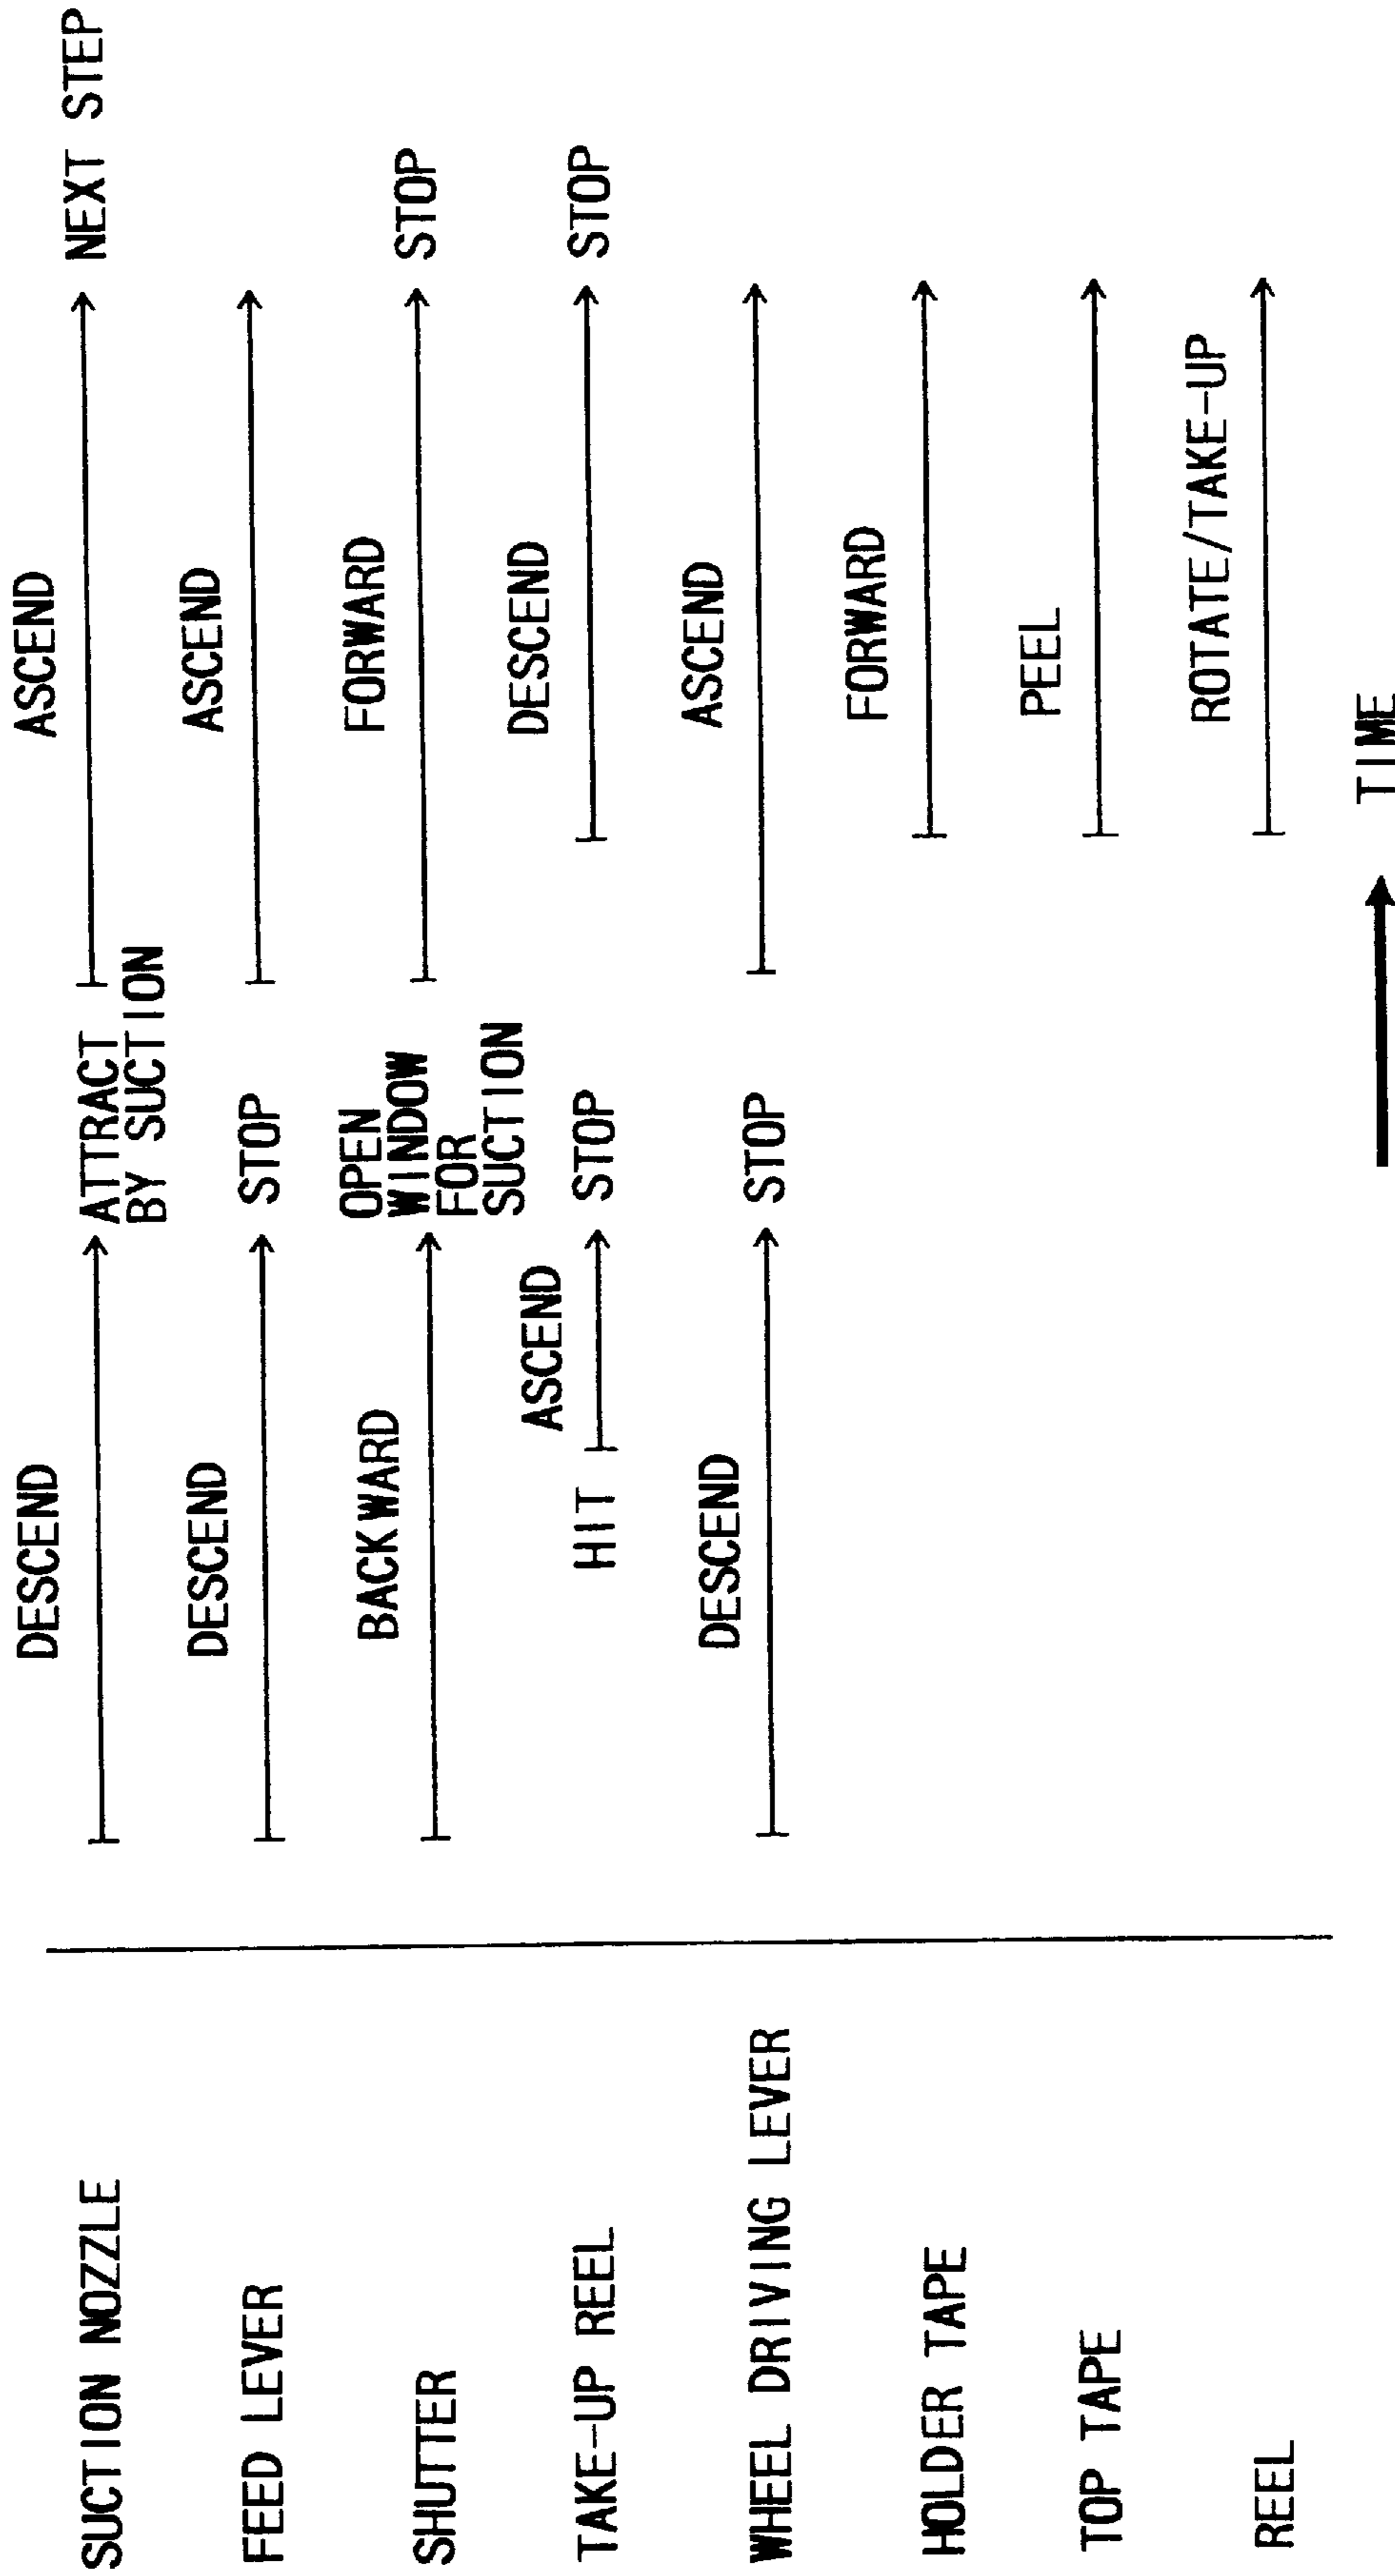 SUCTION NOZZLE
DESCEND
ATTRACT
BY SUCTION
ASCEND
NEXT STEP
FEED LEVER
DESCEND
STOP
ASCEND
SHUTTER
BACKWARD
OPEN
WINDOW
FOR
SUCTION
FORWARD
STOP
TAKE-UP REEL
HIT
ASCEND
STOP
DESCEND
STOP
WHEEL DRIVING LEVER
DESCEND
STOP
ASCEND
HOLDER TAPE
FORWARD
TOP TAPE
PEEL
REEL
ROTATE/TAKE-UP
TIME